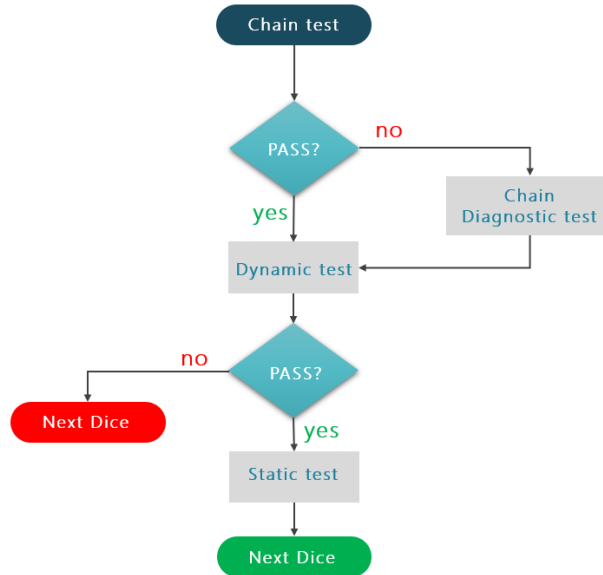 Chain test
PASS?
no
Chain
Diagnostic test
yes
Dynamic test
no
PASS?
Next Dice
yes
Static test
Next Dice